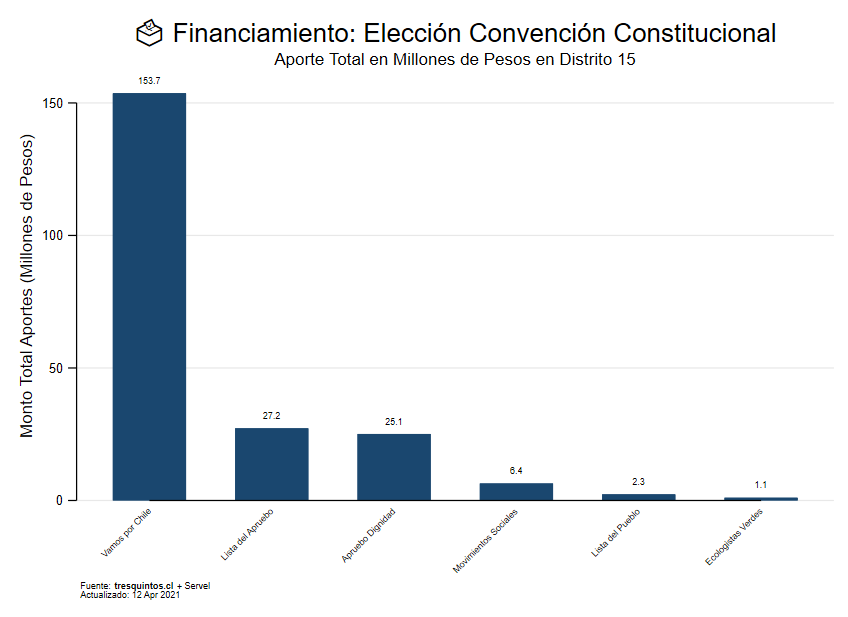 Financiamiento: Elección Convención Constitucional
Aporte Total en Millones de Pesos en Distrito 15
Monto Total Aportes (Millones de Pesos)
150
100
50
0
153.7
27.2
25.1
6.4
2.3
1.1
Vamos por Chile
Lista del Apruebo
Apruebo Dignidad
Movimientos Sociales
Lista del Pueblo
Ecologistas Verdes
Fuente: tresquintos.cl + Servel
Actualizado: 12 Apr 2021